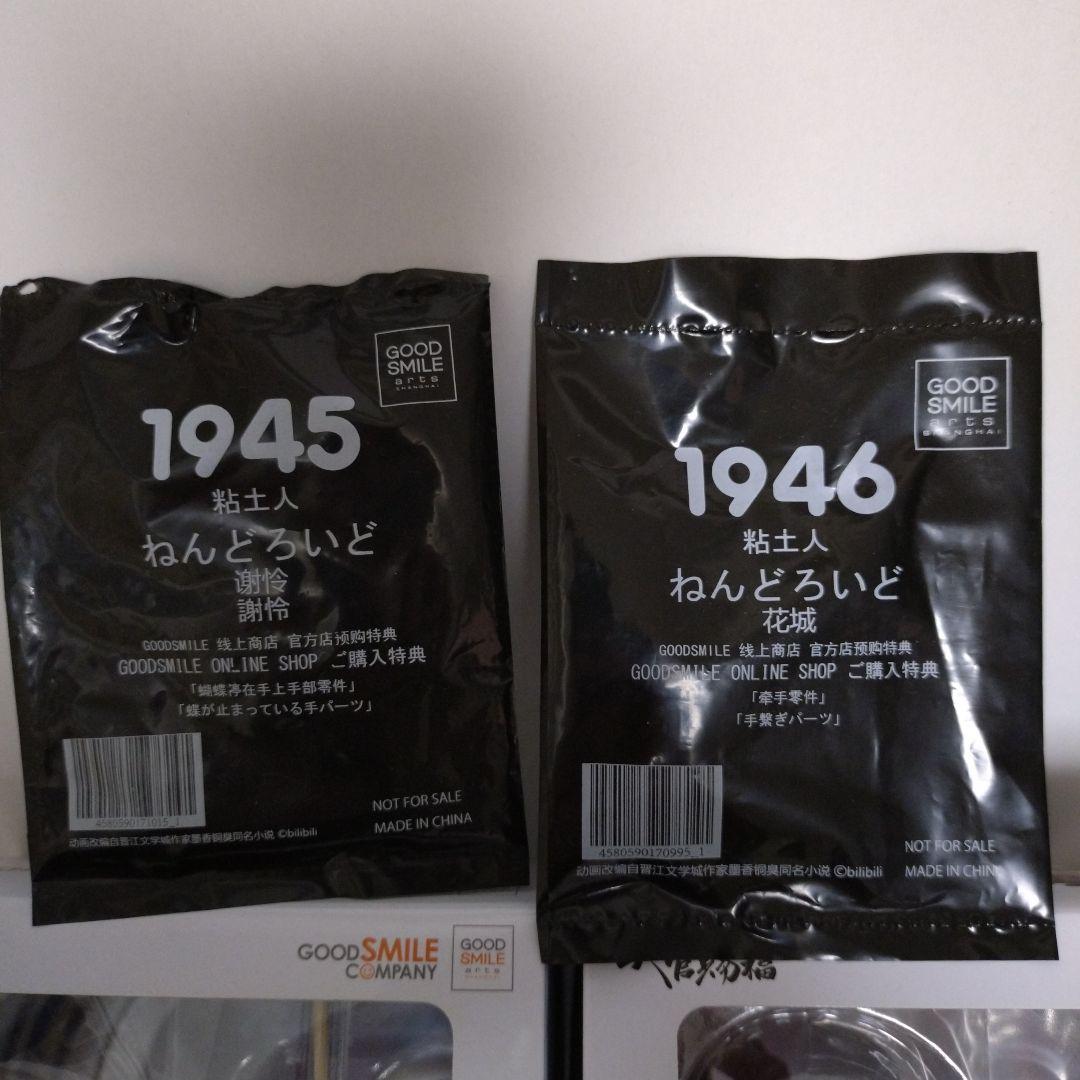 GOOD
SMILE
arts
SHANGHAI
1945
粘土人
ねんどろいど
谢怜
謝怜
GOODSMILE 线上商店 官方店预购特典
GOODSMILE ONLINE SHOP ご購入特典
「蝴蝶停在手上手部零件」
「蝶が止まっている手パーツ」
4580590171015_1
NOT FOR SALE
MADE IN CHINA
动画改编自晋江文学城作家墨香铜臭同名小说 ©bilibili
GOOD
SMILE
arts
SHANGHAI
1946
粘土人
ねんどろいど
花城
GOODSMILE 线上商店 官方店预购特典
GOODSMILE ONLINE SHOP ご購入特典
「牵手零件」
「手繋ぎパーツ」
4580590170995_1
NOT FOR SALE
MADE IN CHIN
动画改编自晋江文学城作家墨香铜臭同名小说 ©bilibili
GOOD SMILE
COMPANY
GOOD
SMILE
arts
SHANGHAI
官赐福